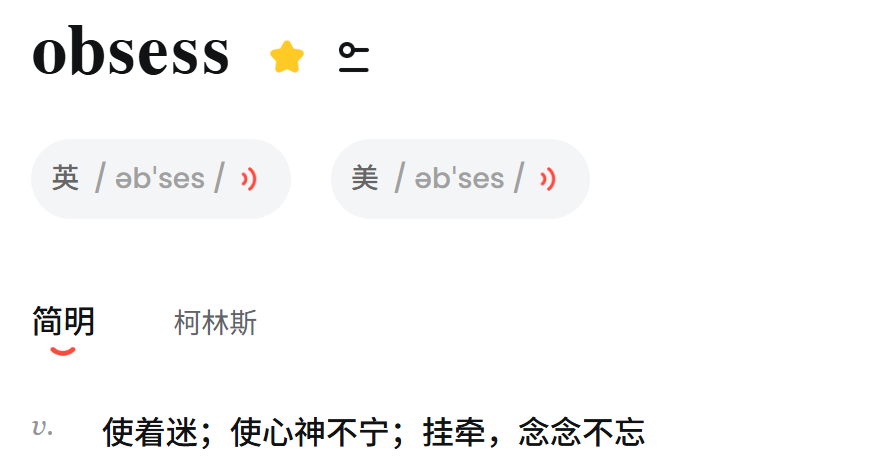 obsess
英 / əb'ses / 美 / əb'ses /
简明 柯林斯
v. 使着迷；使心神不宁；挂牵，念念不忘